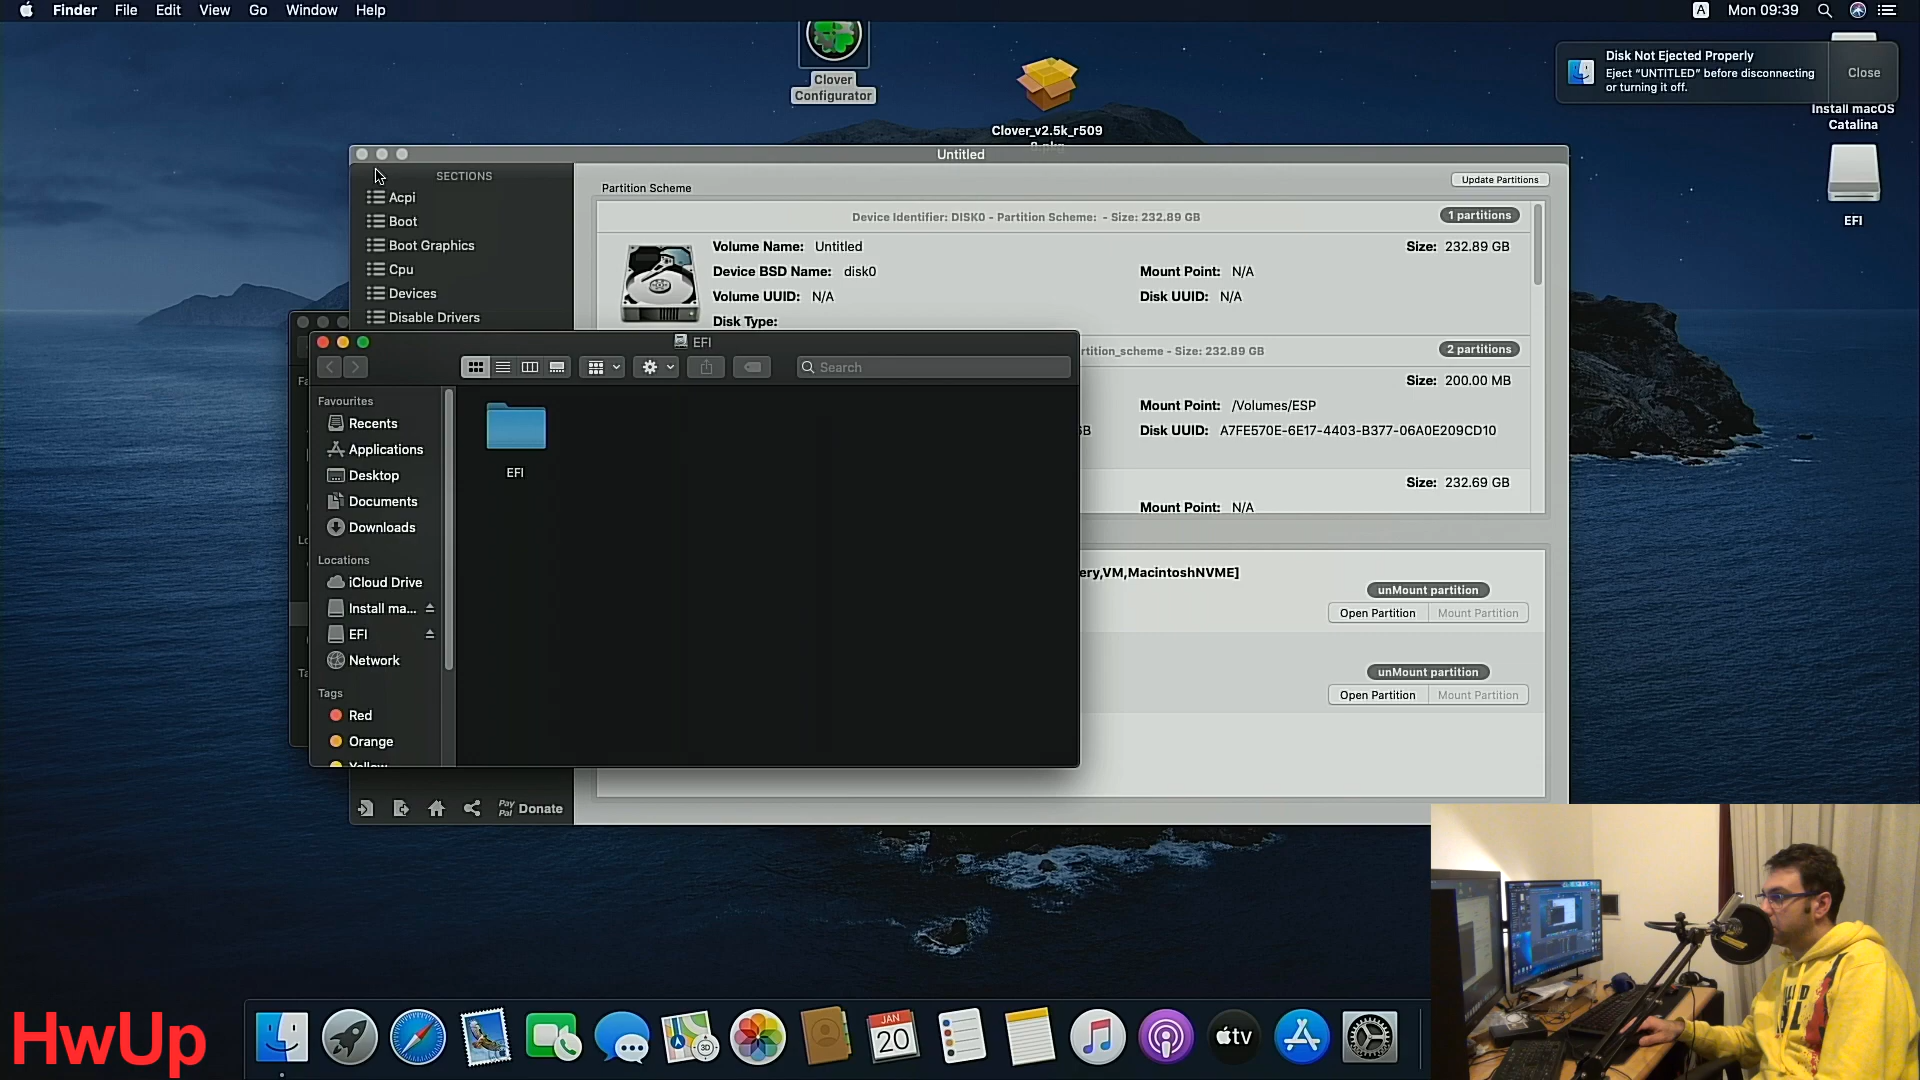 Finder File Edit View Go Window Help
A Mon 09:39
Disk Not Ejected Properly
Eject "UNTITLED" before disconnecting
or turning it off.
Close
Clover
Configurator
Clover_v2.5k_r509
Install macOS
Catalina
EFI
Untitled
SECTIONS
Acpi
Boot
Boot Graphics
Cpu
Devices
Disable Drivers
Partition Scheme
Update Partitions
Device Identifier: DISK0 - Partition Scheme: - Size: 232.89 GB
1 partitions
Volume Name: Untitled
Size: 232.89 GB
Device BSD Name: disk0
Mount Point: N/A
Volume UUID: N/A
Disk UUID: N/A
Disk Type:
rtition_scheme - Size: 232.89 GB
2 partitions
Size: 200.00 MB
Mount Point: /Volumes/ESP
Disk UUID: A7FE570E-6E17-4403-B377-06A0E209CD10
Size: 232.69 GB
Mount Point: N/A
ery,VM,MacintoshNVME]
unMount partition
Open Partition Mount Partition
unMount partition
Open Partition Mount Partition
EFI
Search
Favourites
Recents
Applications
Desktop
Documents
Downloads
Locations
iCloud Drive
Install ma...
EFI
Network
Tags
Red
Orange
Yellow
EFI
Pay
Pal
Donate
HwUp
JAN
20
3D
tv